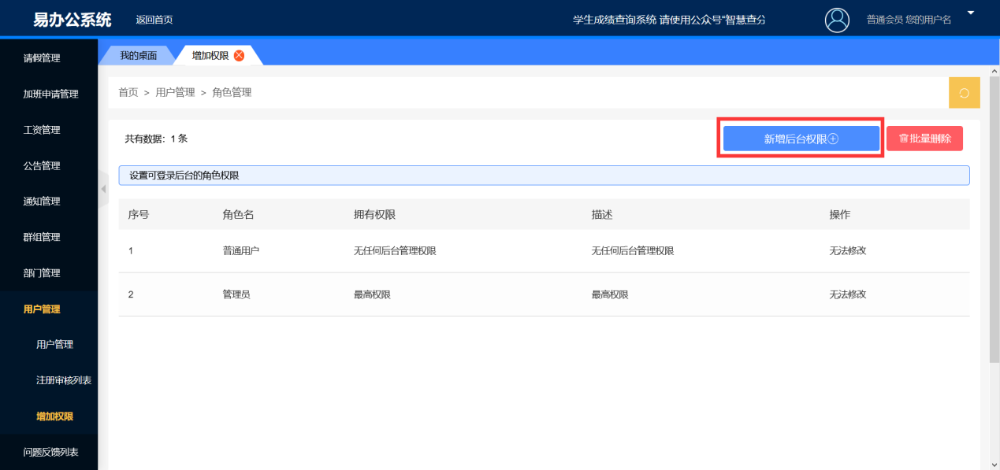 易办公系统
返回首页
学生成绩查询系统 请使用公众号“智慧查分
普通会员 您的用户名
请假管理
加班申请管理
工资管理
公告管理
通知管理
群组管理
部门管理
用户管理
用户管理
注册审核列表
增加权限
问题反馈列表
我的桌面
增加权限
首页 > 用户管理 > 角色管理
共有数据：1 条
新增后台权限
批量删除
设置可登录后台的角色权限
序号 角色名 拥有权限 描述 操作
1 普通用户 无任何后台管理权限 无任何后台管理权限 无法修改
2 管理员 最高权限 最高权限 无法修改